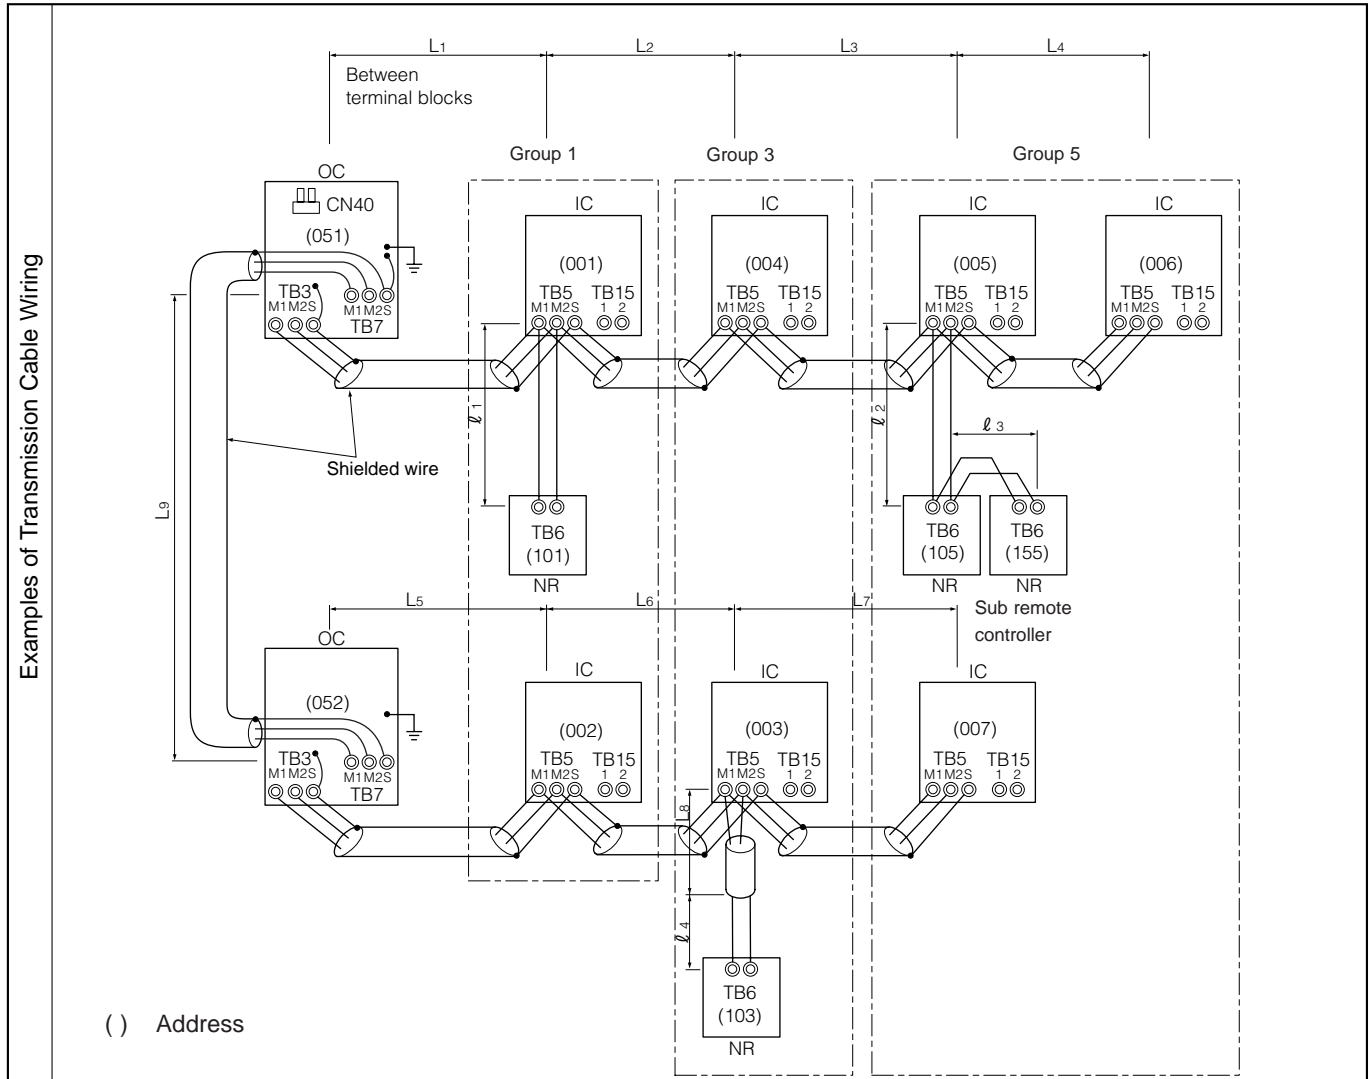 Examples of Transmission Cable Wiring
L1 L2 L3 L4
Between
terminal blocks
Group 1 Group 3 Group 5
OC
CN40
(051)
TB3
M1 M2 S
M1 M2 S
TB7
IC
(001)
TB5 TB15
M1 M2 S 1 2
IC
(004)
TB5 TB15
M1 M2 S 1 2
IC
(005)
TB5 TB15
M1 M2 S 1 2
IC
(006)
TB5 TB15
M1 M2 S 1 2
ℓ 1
ℓ 2
ℓ 3
Shielded wire
L9
TB6
(101)
NR
TB6
(105)
NR
TB6
(155)
NR
Sub remote
controller
L5 L6 L7
OC
(052)
TB3
M1 M2 S
M1 M2 S
TB7
IC
(002)
TB5 TB15
M1 M2 S 1 2
IC
(003)
TB5 TB15
M1 M2 S 1 2
IC
(007)
TB5 TB15
M1 M2 S 1 2
L8
ℓ 4
TB6
(103)
NR
( ) Address